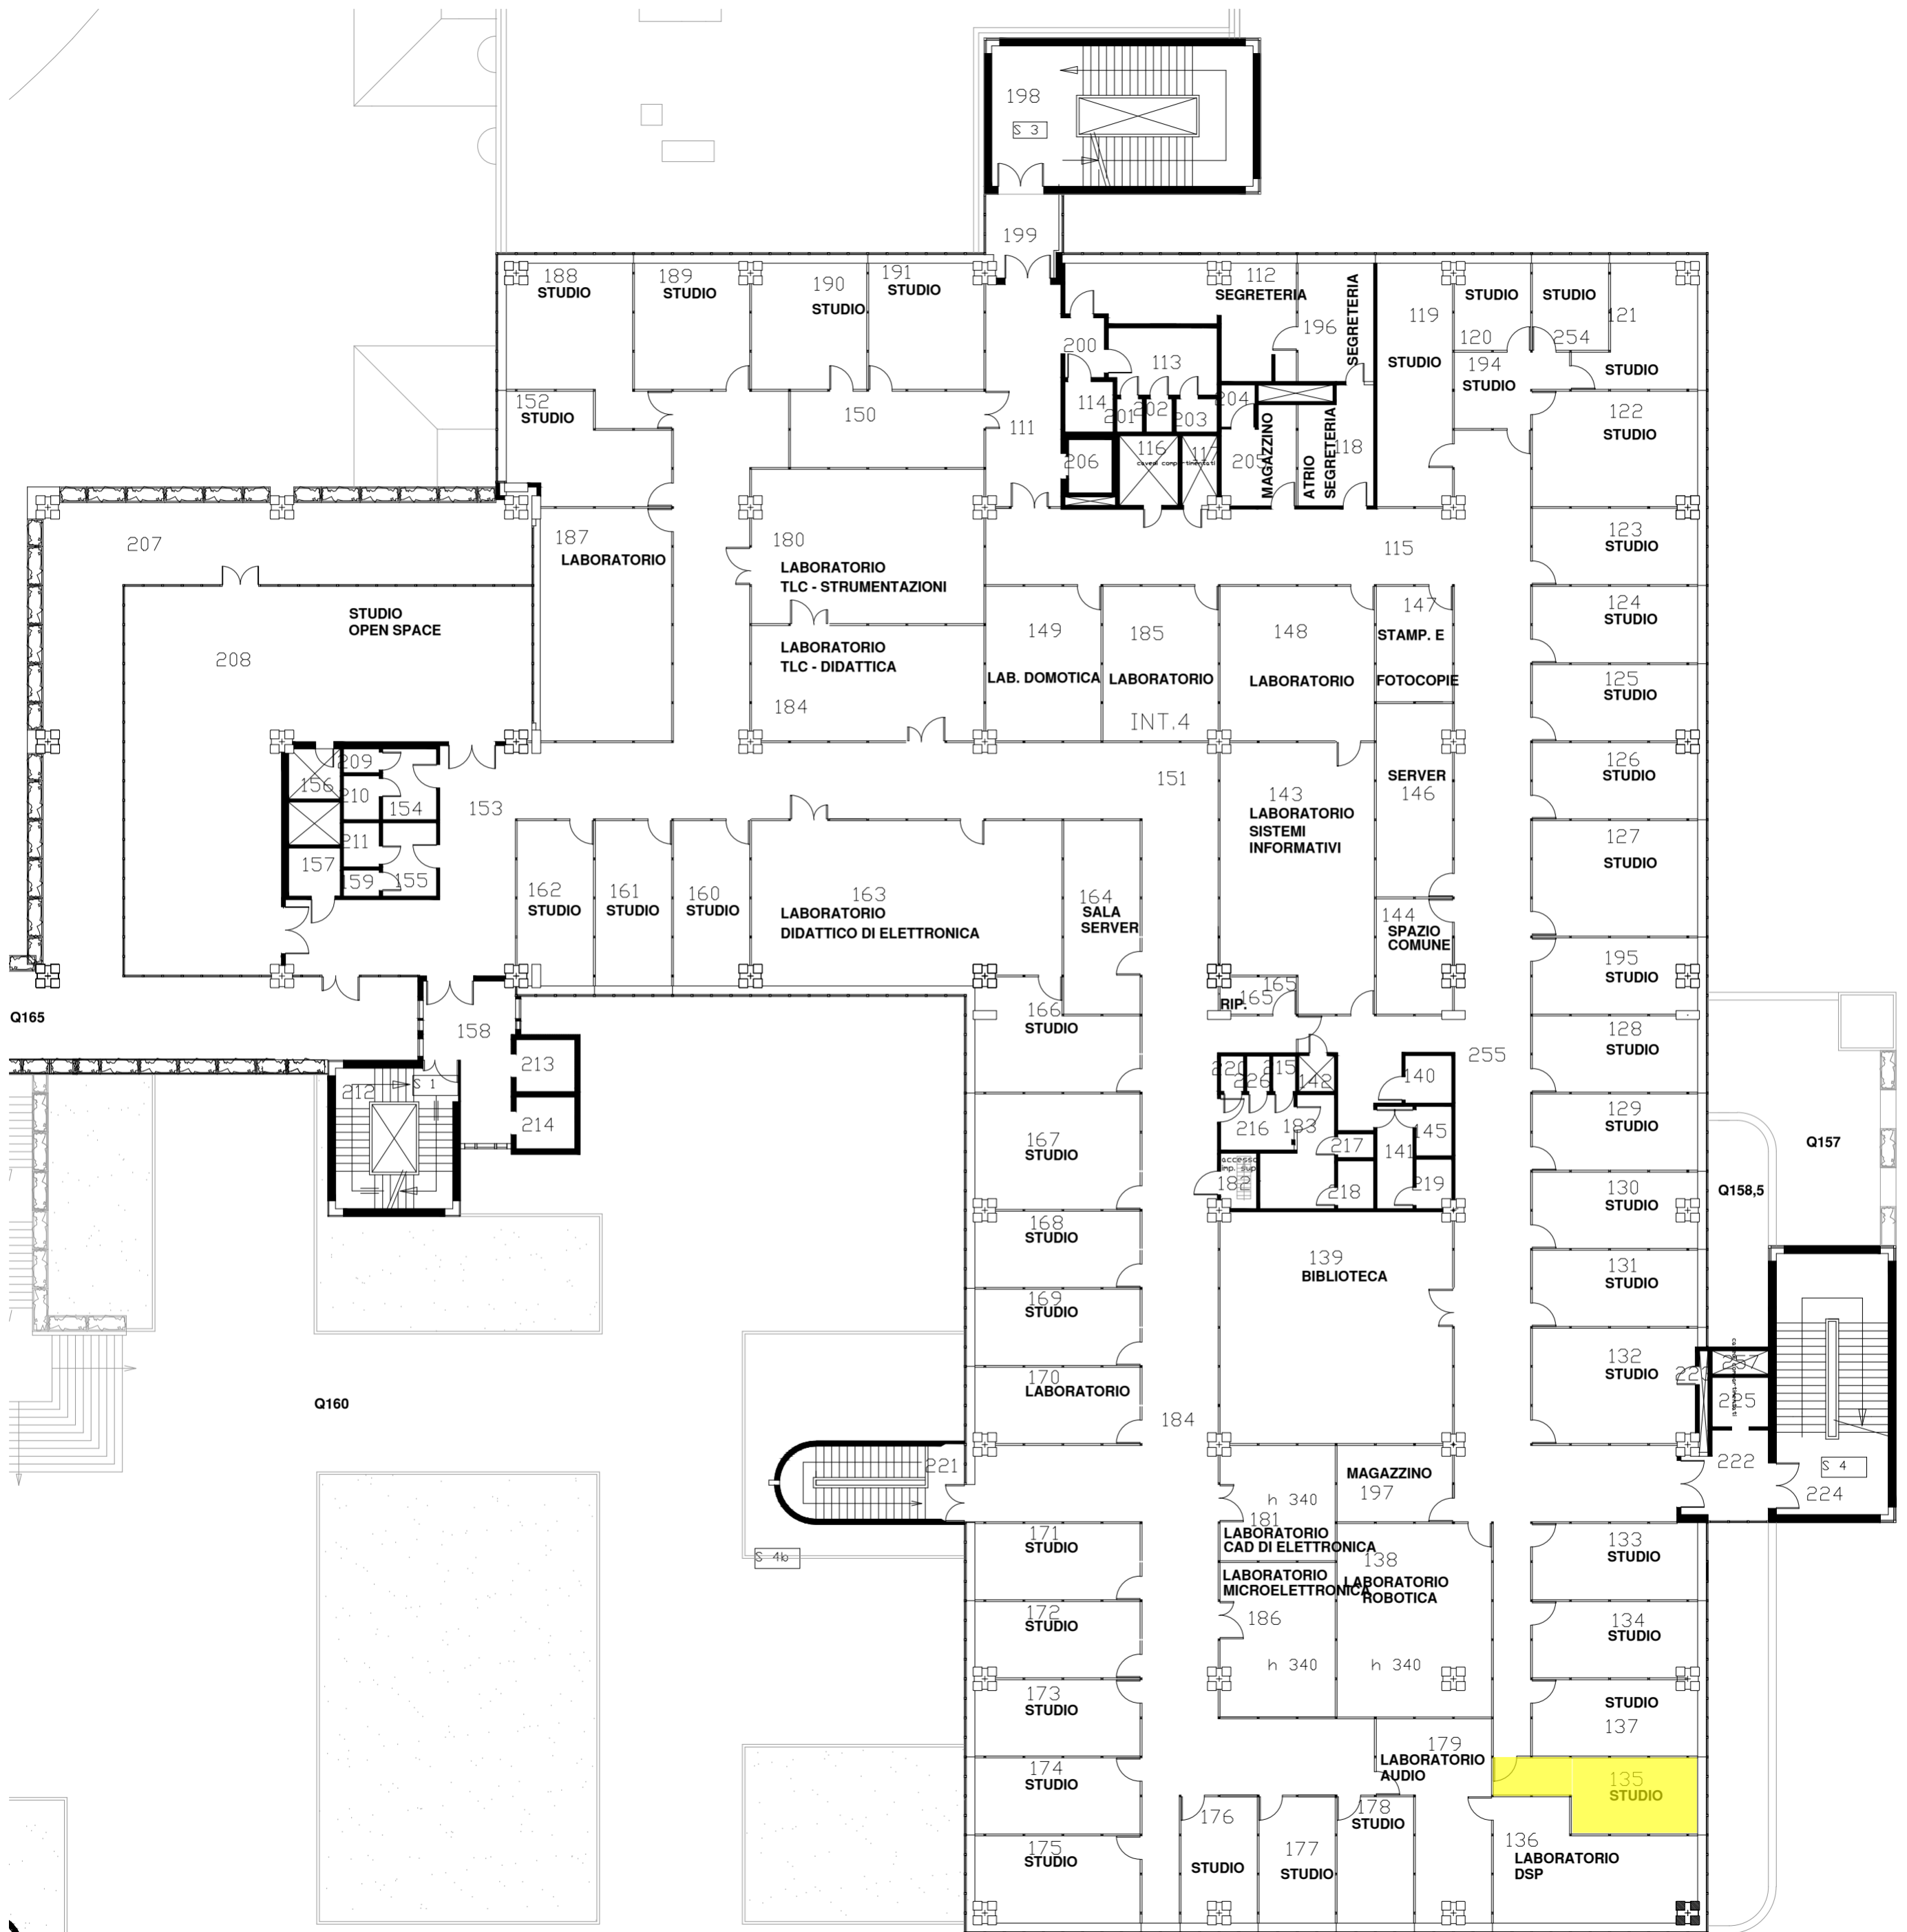 198
S 3
199
188
STUDIO
189
STUDIO
190
STUDIO
191
STUDIO
112
SEGRETERIA
196
SEGRETERIA
119
STUDIO
STUDIO
120
STUDIO
254
121
STUDIO
194
STUDIO
200
113
114
201
202
203
204
152
STUDIO
150
111
206
116
117
205
MAGAZZINO
ATRIO
SEGRETERIA
118
122
STUDIO
207
187
LABORATORIO
180
LABORATORIO
TLC - STRUMENTAZIONI
115
123
STUDIO
STUDIO
OPEN SPACE
208
LABORATORIO
TLC - DIDATTICA
184
149
LAB. DOMOTICA
185
LABORATORIO
INT.4
148
LABORATORIO
147
STAMP. E
FOTOCOPIE
124
STUDIO
125
STUDIO
126
STUDIO
156
209
210
154
153
151
143
LABORATORIO
SISTEMI
INFORMATIVI
SERVER
146
127
STUDIO
211
157
159
155
162
STUDIO
161
STUDIO
160
STUDIO
163
LABORATORIO
DIDATTICO DI ELETTRONICA
164
SALA
SERVER
144
SPAZIO
COMUNE
195
STUDIO
Q165
158
213
166
STUDIO
RIP.
165
165
255
128
STUDIO
212
S 1
214
220
226
215
142
140
129
STUDIO
167
STUDIO
216
183
217
141
145
Q157
accesso
imp. sup.
182
218
219
130
STUDIO
Q158,5
168
STUDIO
139
BIBLIOTECA
131
STUDIO
169
STUDIO
132
STUDIO
225
170
LABORATORIO
Q160
184
221
MAGAZZINO
197
222
S 4
224
h 340
181
LABORATORIO
CAD DI ELETTRONICA
S 4b
171
STUDIO
138
LABORATORIO
ROBOTICA
133
STUDIO
LABORATORIO
MICROELETTRONICA
172
STUDIO
186
134
STUDIO
h 340
h 340
173
STUDIO
STUDIO
137
174
STUDIO
179
LABORATORIO
AUDIO
135
STUDIO
176
STUDIO
178
STUDIO
175
STUDIO
177
STUDIO
136
LABORATORIO
DSP